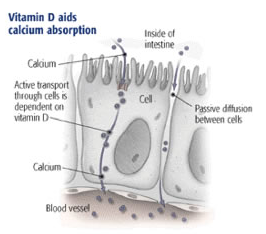 Vitamin D aids
calcium absorption
Inside of
intestine
Calcium
Active transport
through cells is
dependent on
vitamin D
Cell
Passive diffusion
between cells
Calcium
Blood vessel